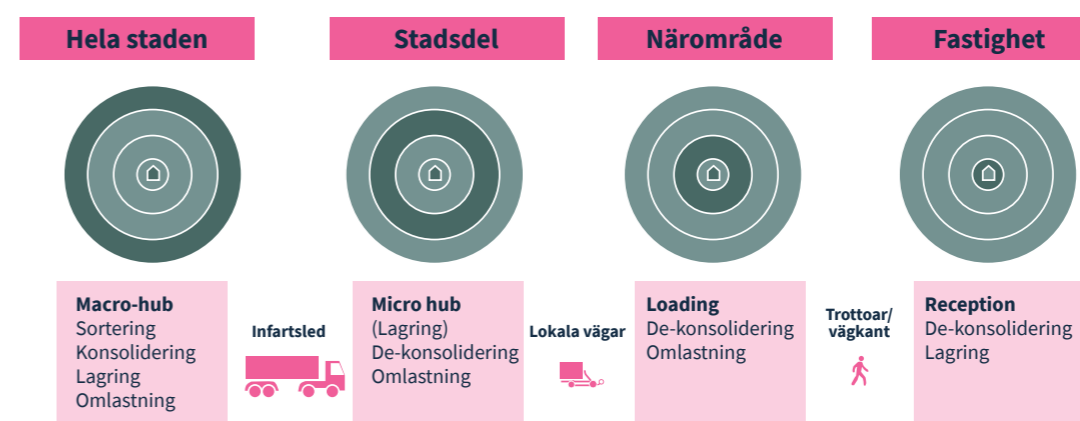 Hela staden
Stadsdel
Närområde
Fastighet
Macro-hub
Sortering
Konsolidering
Lagring
Omlastning
Infartsled
Micro hub
(Lagring)
De-konsolidering
Omlastning
Lokala vägar
Loading
De-konsolidering
Omlastning
Trottoar/
vägkant
Reception
De-konsolidering
Lagring